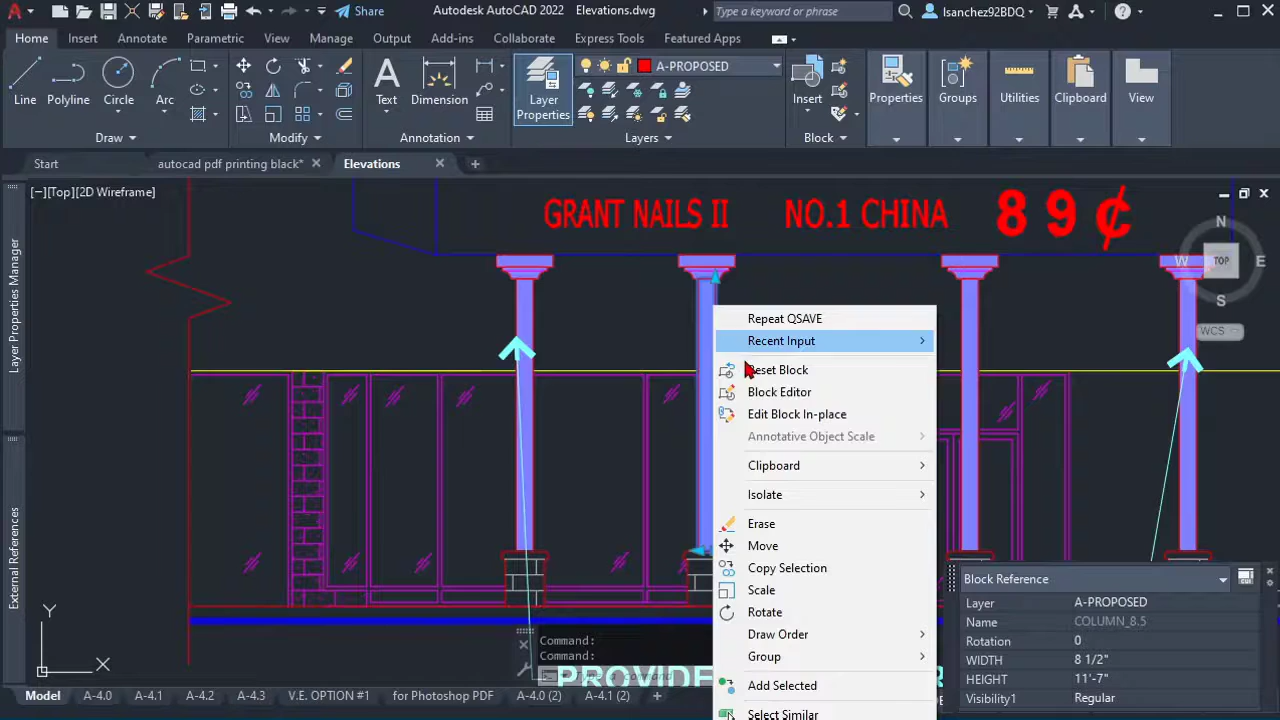 Share
Autodesk AutoCAD 2022 Elevations.dwg
Type a keyword or phrase
lsanchez92BDQ
Home Insert Annotate Parametric View Manage Output Add-ins Collaborate Express Tools Featured Apps
Line Polyline Circle Arc
Text Dimension
Layer Properties
A-PROPOSED
Insert
Properties Groups Utilities Clipboard View
Draw Modify Annotation Layers Block
Start autocad pdf printing black* Elevations
[–][Top][2D Wireframe]
Layer Properties Manager
External References
GRANT NAILS II NO.1 CHINA 89¢
N
W TOP E
S
WCS
Repeat QSAVE
Recent Input
Reset Block
Block Editor
Edit Block In-place
Annotative Object Scale
Clipboard
Isolate
Erase
Move
Copy Selection
Scale
Rotate
Draw Order
Group
Add Selected
Select Similar
Block Reference
Layer A-PROPOSED
Name COLUMN_8.5
Rotation 0
WIDTH 8 1/2"
HEIGHT 11'-7"
Visibility1 Regular
Y
X
Command:
Command:
Type a command
PROVIDE
Model A-4.0 A-4.1 A-4.2 A-4.3 V.E. OPTION #1 for Photoshop PDF A-4.0 (2) A-4.1 (2)